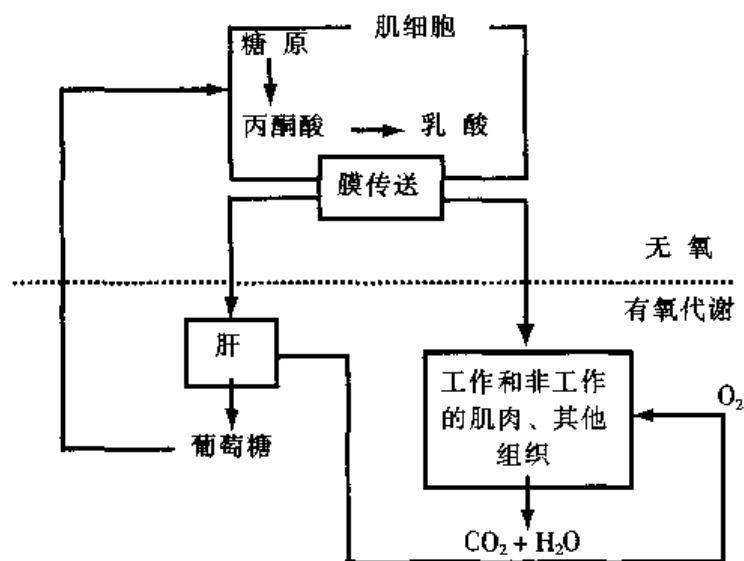 肌细胞
糖 原
丙酮酸
乳 酸
膜传送
无 氧
有氧代谢
肝
工作和非工作
的肌肉、其他
组织
O₂
葡萄糖
CO₂ + H₂O